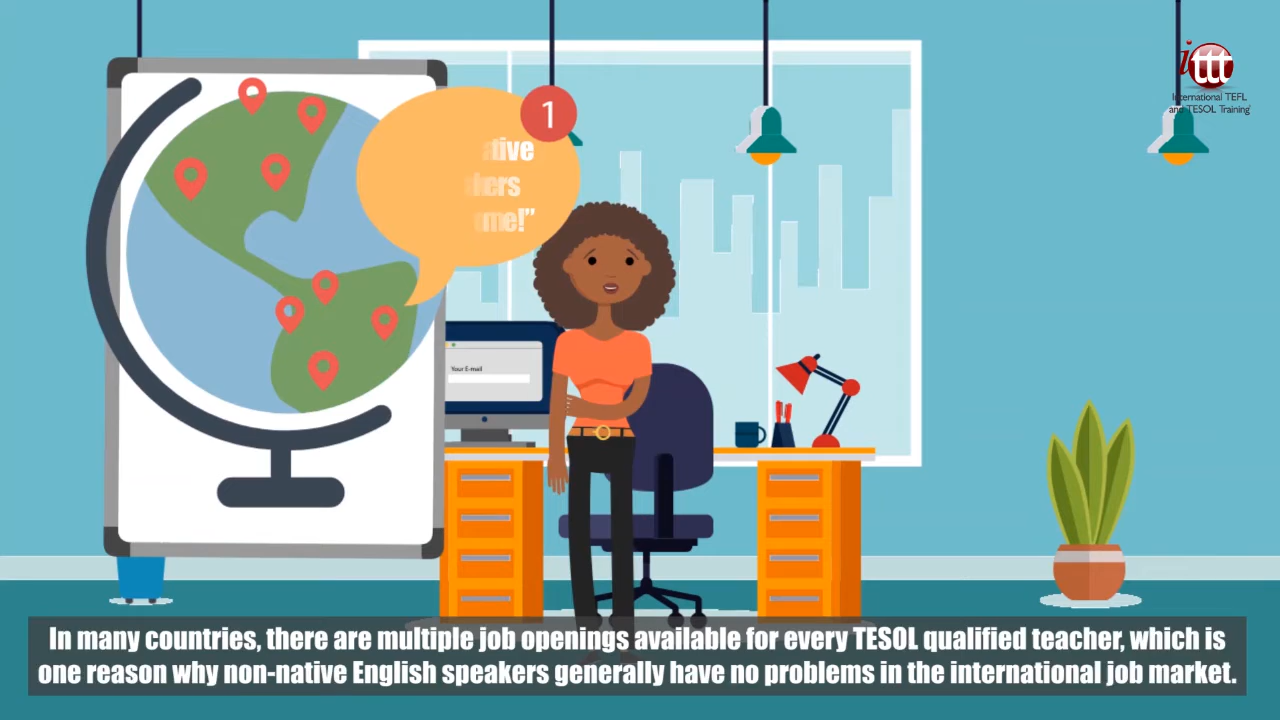 ittt
International TEFL
and TESOL Training
1
me!”
Your E-mail
In many countries, there are multiple job openings available for every TESOL qualified teacher, which is
one reason why non-native English speakers generally have no problems in the international job market.